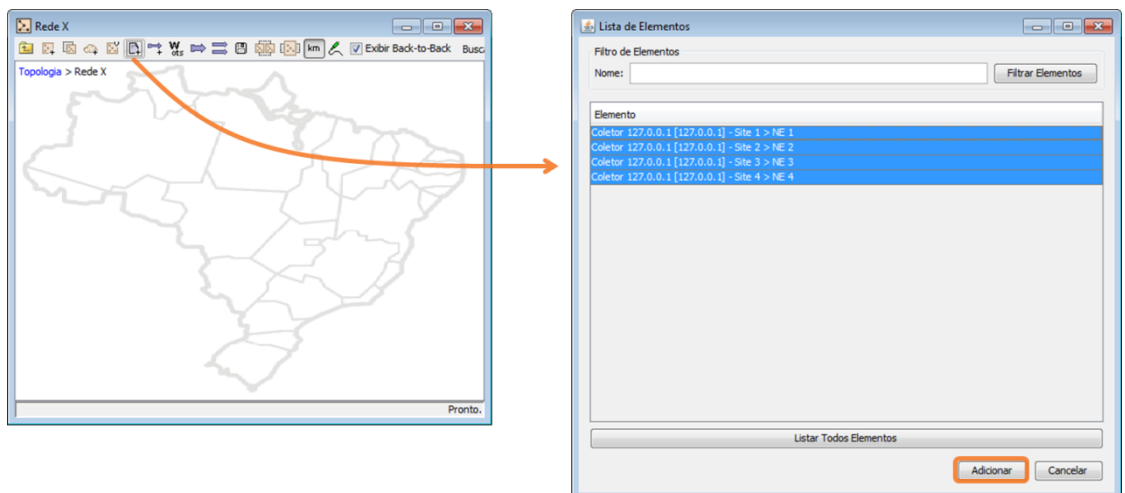 Rede X
W
ots
km
Exibir Back-to-Back
Busca
Topologia > Rede X
Pronto.
Lista de Elementos
Filtro de Elementos
Nome:
Filtrar Elementos
Elemento
Coletor 127.0.0.1 [127.0.0.1] - Site 1 > NE 1
Coletor 127.0.0.1 [127.0.0.1] - Site 2 > NE 2
Coletor 127.0.0.1 [127.0.0.1] - Site 3 > NE 3
Coletor 127.0.0.1 [127.0.0.1] - Site 4 > NE 4
Listar Todos Elementos
Adicionar
Cancelar